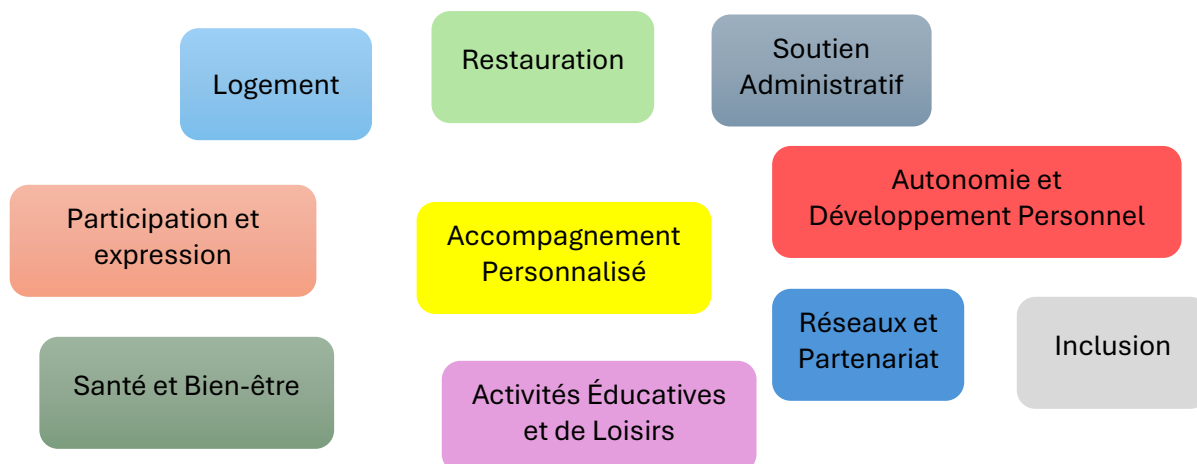 Logement
Restauration
Soutien
Administratif
Participation et
expression
Accompagnement
Personnalisé
Autonomie et
Développement Personnel
Santé et Bien-être
Activités Éducatives
et de Loisirs
Réseaux et
Partenariat
Inclusion